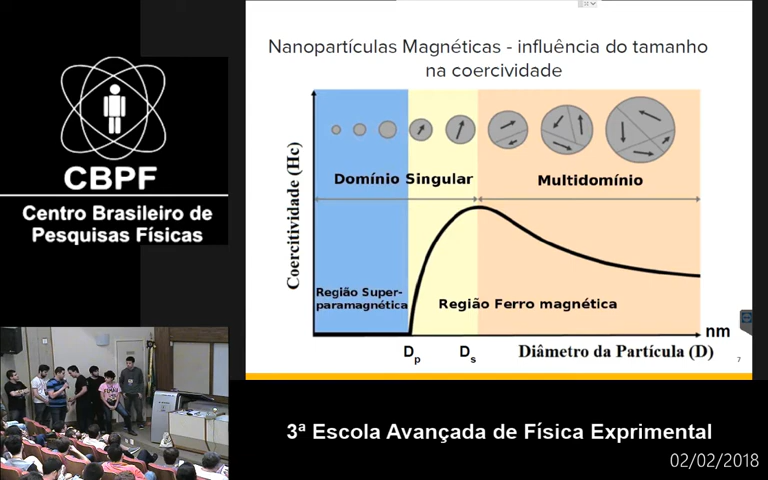 Nanopartículas Magnéticas - influência do tamanho
na coercividade
CBPF
Centro Brasileiro de
Pesquisas Físicas
Coercitividade (Hc)
Domínio Singular
Multidomínio
Região Super-
paramagnética
Região Ferro magnética
nm
Dp
Ds
Diâmetro da Partícula (D)
7
3ª Escola Avançada de Física Exprimental
02/02/2018